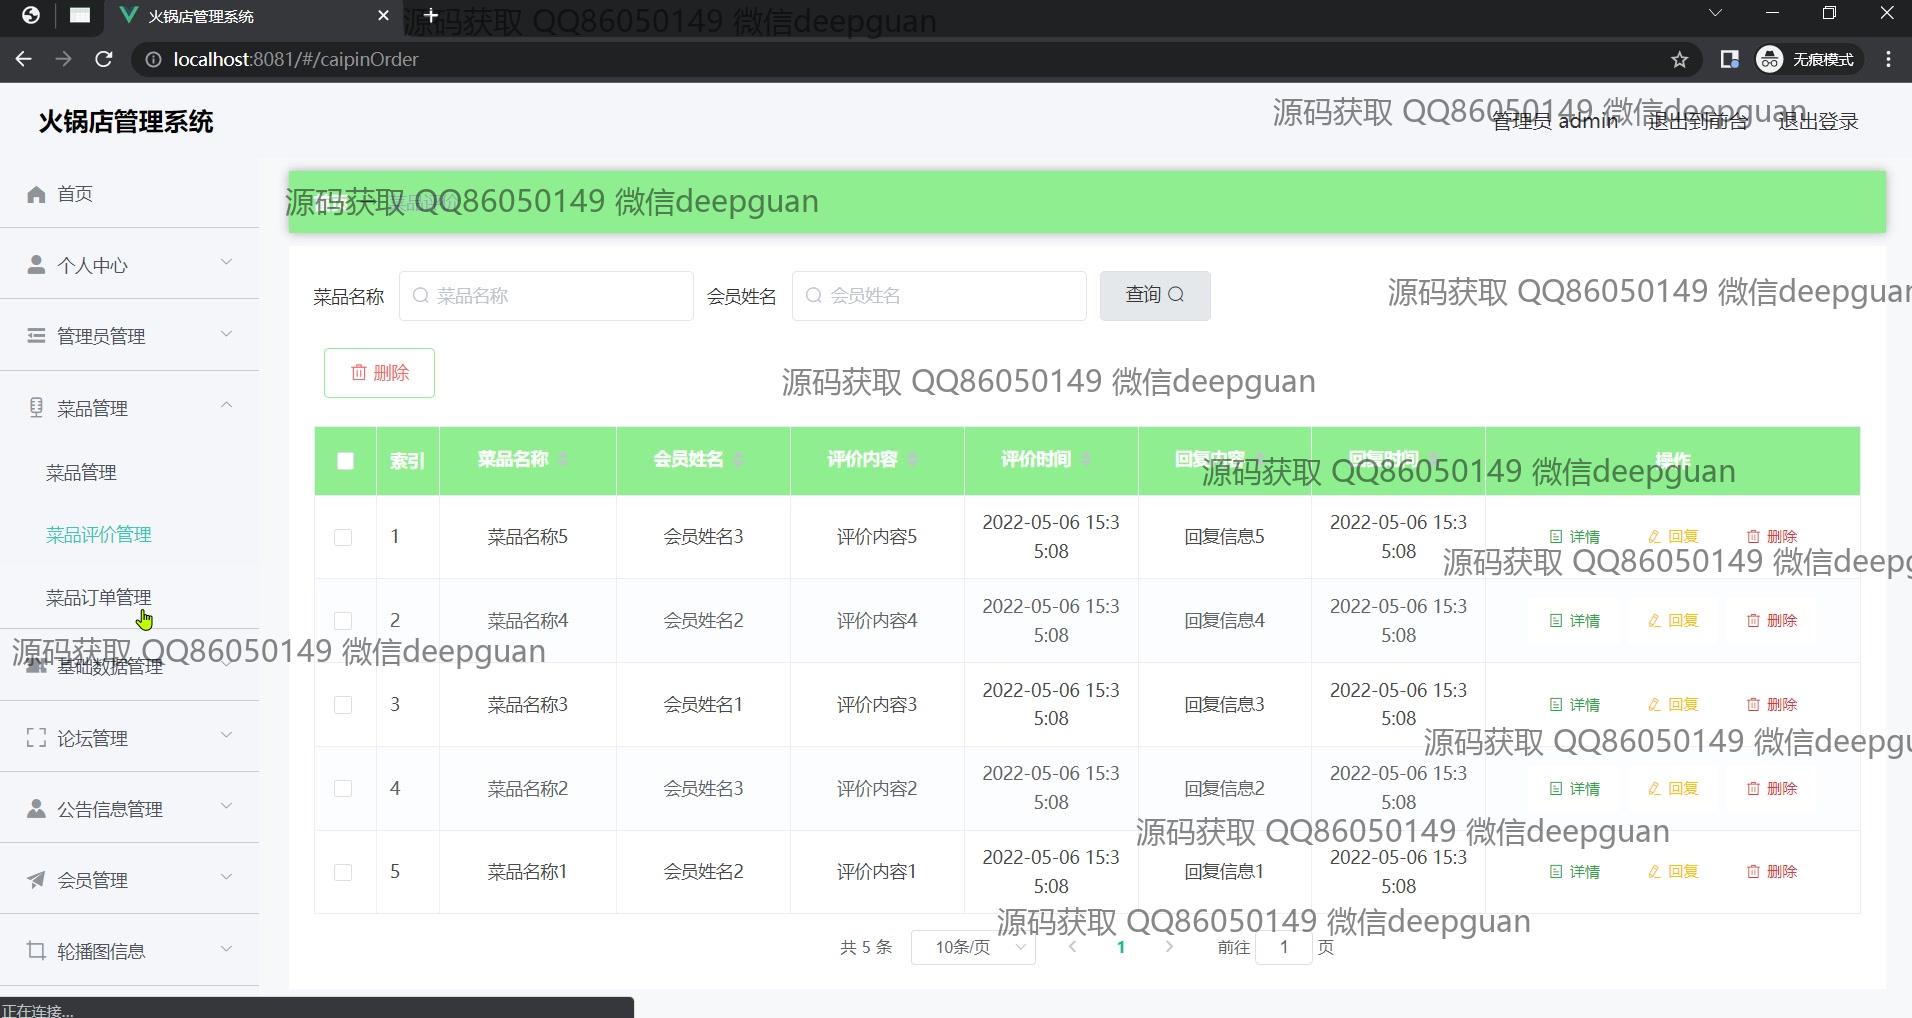 火锅店管理系统
源码获取 QQ86050149 微信deepguan
localhost:8081/#/caipinOrder
无痕模式
火锅店管理系统
源码获取 QQ86050149 微信deepguan
管理员 admin
退出到前台
退出登录
首页
个人中心
管理员管理
菜品管理
菜品管理
菜品评价管理
菜品订单管理
源码获取 QQ86050149 微信deepguan
基础数据管理
论坛管理
公告信息管理
会员管理
轮播图信息
正在连接...
源码获取 QQ86050149 微信deepguan
菜品评价
菜品名称 菜品名称 会员姓名 会员姓名 查询
源码获取 QQ86050149 微信deepguan
删除
源码获取 QQ86050149 微信deepguan
索引 菜品名称 会员姓名 评价内容 评价时间 回复内容 回复时间 操作
源码获取 QQ86050149 微信deepguan
1 菜品名称5 会员姓名3 评价内容5 2022-05-06 15:3
5:08 回复信息5 2022-05-06 15:3
5:08 详情 回复 删除
源码获取 QQ86050149 微信deepg
2 菜品名称4 会员姓名2 评价内容4 2022-05-06 15:3
5:08 回复信息4 2022-05-06 15:3
5:08 详情 回复 删除
3 菜品名称3 会员姓名1 评价内容3 2022-05-06 15:3
5:08 回复信息3 2022-05-06 15:3
5:08 详情 回复 删除
源码获取 QQ86050149 微信deepgu
4 菜品名称2 会员姓名3 评价内容2 2022-05-06 15:3
5:08 回复信息2 2022-05-06 15:3
5:08 详情 回复 删除
源码获取 QQ86050149 微信deepguan
5 菜品名称1 会员姓名2 评价内容1 2022-05-06 15:3
5:08 回复信息1 2022-05-06 15:3
5:08 详情 回复 删除
源码获取 QQ86050149 微信deepguan
共 5 条 10条/页 1 前往 1 页